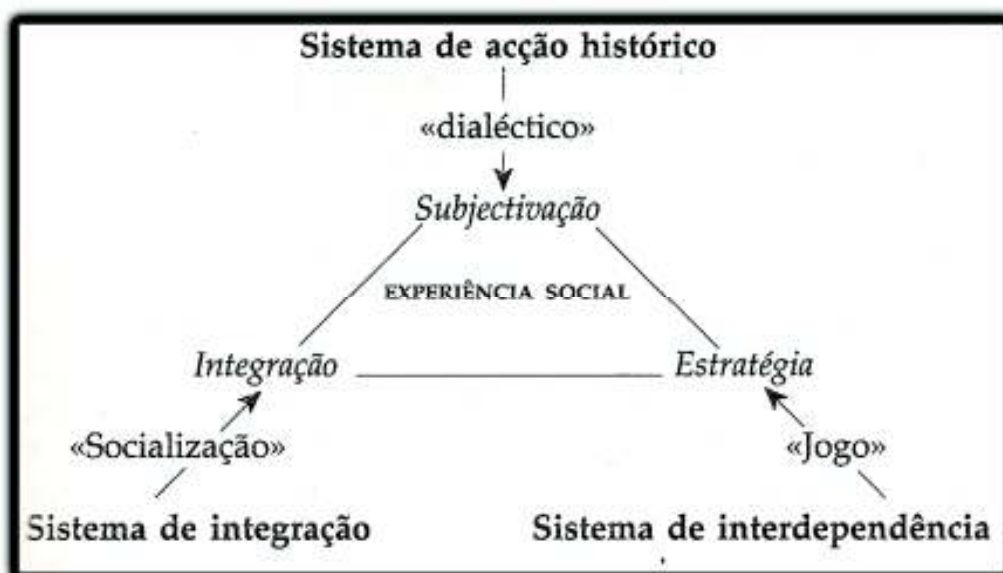 Sistema de acção histórico
«dialéctico»
Subjectivação
EXPERIÊNCIA SOCIAL
Integração
Estratégia
«Socialização»
«Jogo»
Sistema de integração
Sistema de interdependência